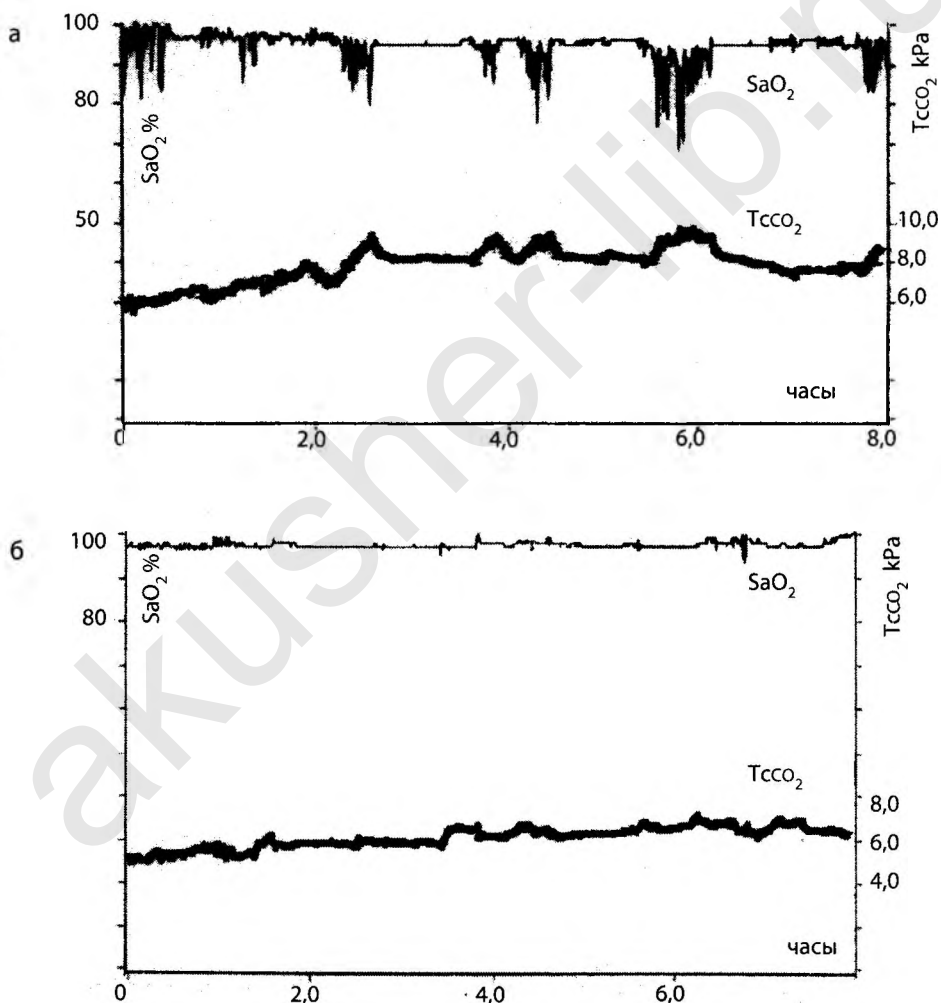 а
100
80
50
SaO₂ %
SaO₂
Tcco₂
Tcco₂ kPa
10,0
8,0
6,0
часы
0
2,0
4,0
6,0
8,0
б
100
80
SaO₂ %
SaO₂
Tcco₂
Tcco₂ kPa
8,0
6,0
4,0
часы
0
2,0
4,0
6,0
akusher-lib.r